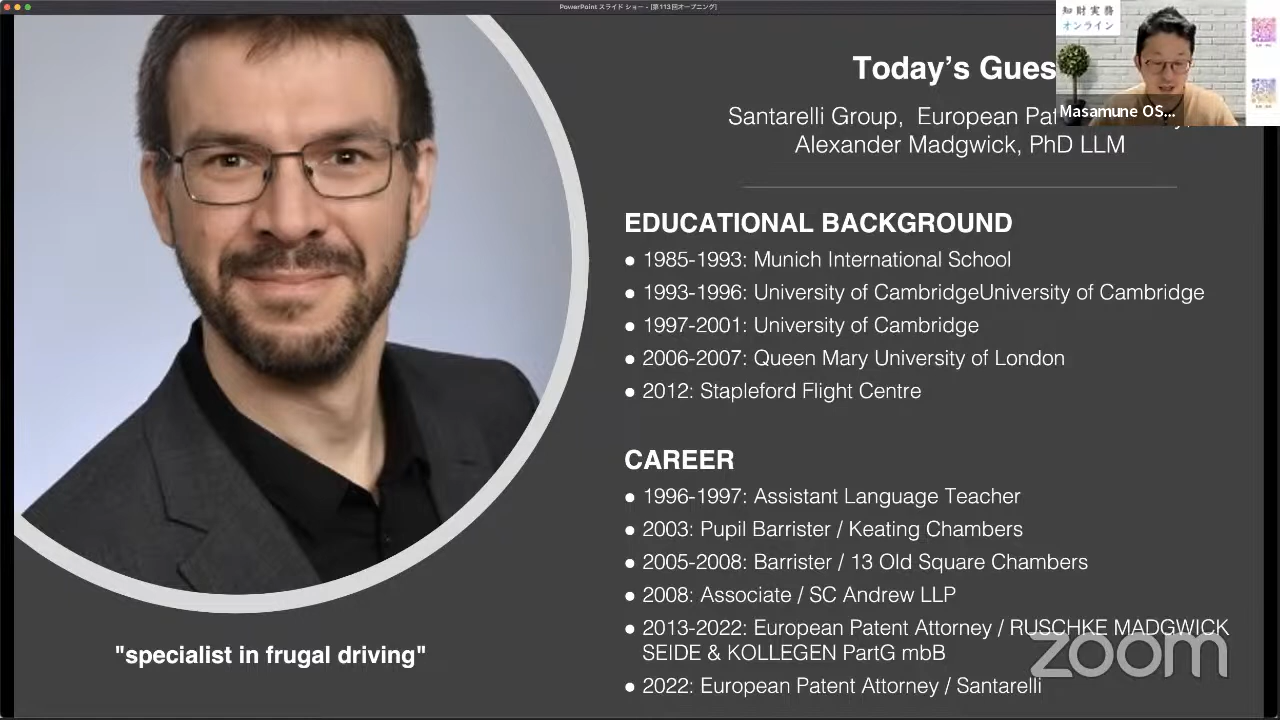 PowerPoint スライド ショー - [第113回オープニング]
知財実務
オンライン
Masamune OS...
Today's Gues
Santarelli Group, European Pat
Alexander Madgwick, PhD LLM
EDUCATIONAL BACKGROUND
● 1985-1993: Munich International School
● 1993-1996: University of CambridgeUniversity of Cambridge
● 1997-2001: University of Cambridge
● 2006-2007: Queen Mary University of London
● 2012: Stapleford Flight Centre
CAREER
● 1996-1997: Assistant Language Teacher
● 2003: Pupil Barrister / Keating Chambers
● 2005-2008: Barrister / 13 Old Square Chambers
● 2008: Associate / SC Andrew LLP
● 2013-2022: European Patent Attorney / RUSCHKE MADGWICK
SEIDE & KOLLEGEN PartG mbB
● 2022: European Patent Attorney / Santarelli
"specialist in frugal driving"
zoom